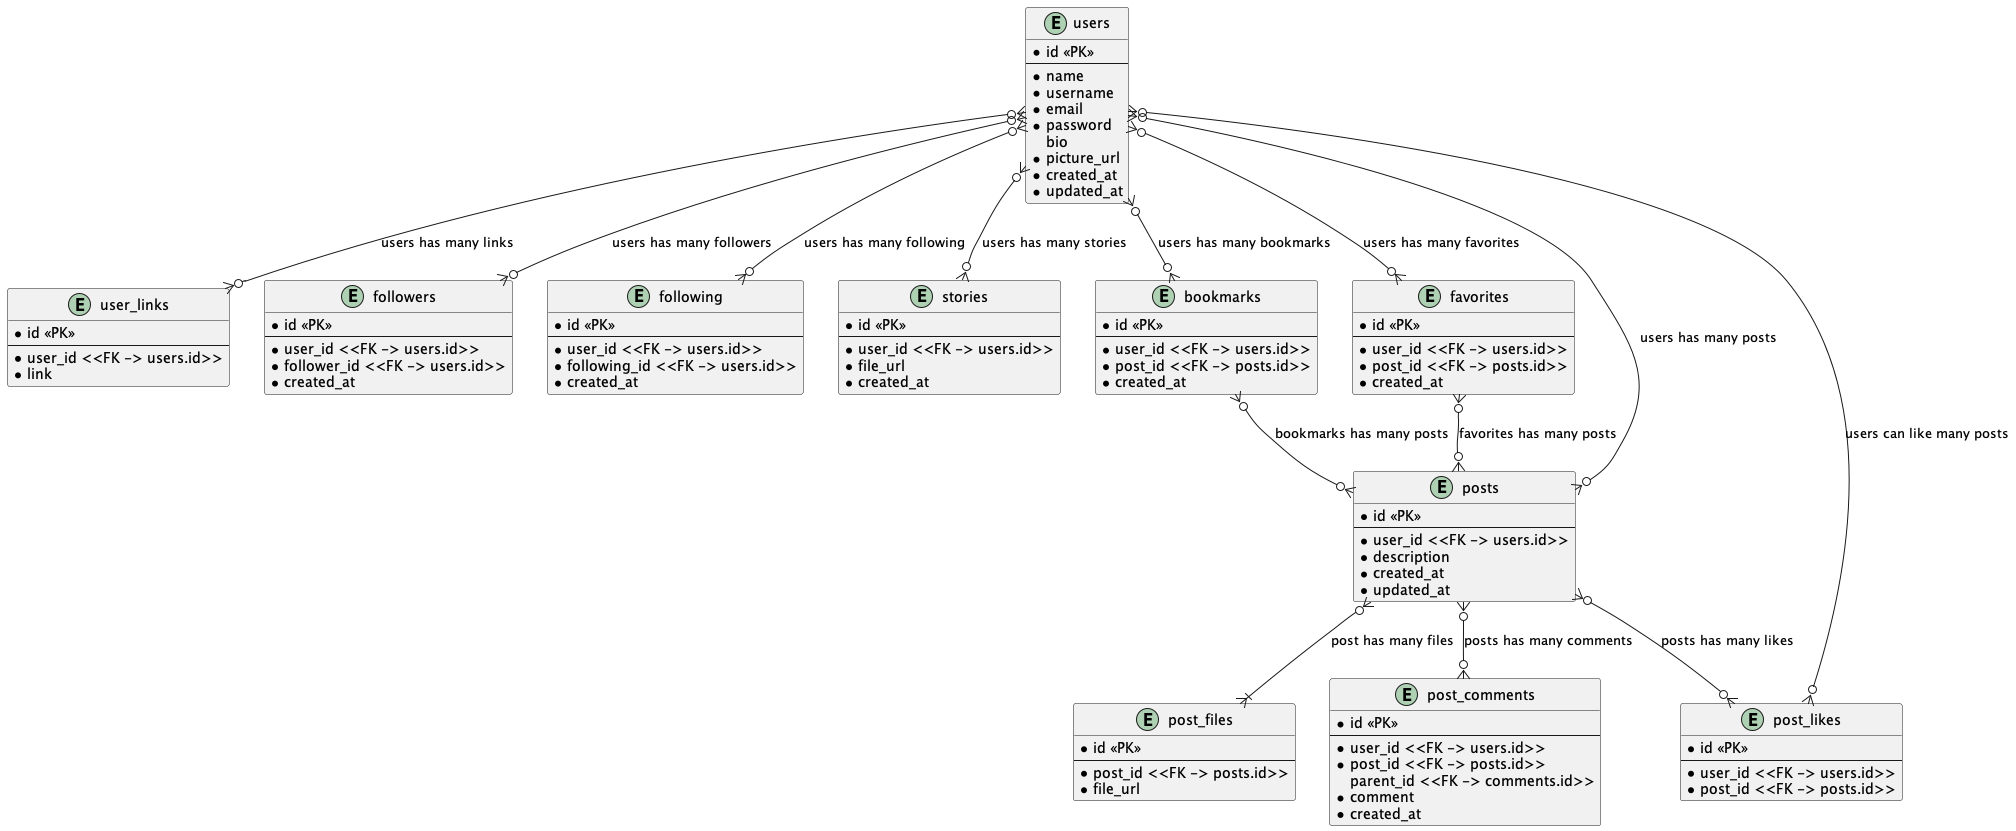 E users
* id «PK»
* name
* username
* email
* password
bio
* picture_url
* created_at
* updated_at
users has many links
users has many followers
users has many following
users has many stories
users has many bookmarks
users has many favorites
users has many posts
users can like many posts
E user_links
* id «PK»
* user_id <<FK -> users.id>>
* link
E followers
* id «PK»
* user_id <<FK -> users.id>>
* follower_id <<FK -> users.id>>
* created_at
E following
* id «PK»
* user_id <<FK -> users.id>>
* following_id <<FK -> users.id>>
* created_at
E stories
* id «PK»
* user_id <<FK -> users.id>>
* file_url
* created_at
E bookmarks
* id «PK»
* user_id <<FK -> users.id>>
* post_id <<FK -> posts.id>>
* created_at
E favorites
* id «PK»
* user_id <<FK -> users.id>>
* post_id <<FK -> posts.id>>
* created_at
bookmarks has many posts
favorites has many posts
E posts
* id «PK»
* user_id <<FK -> users.id>>
* description
* created_at
* updated_at
post has many files
posts has many comments
posts has many likes
E post_files
* id «PK»
* post_id <<FK -> posts.id>>
* file_url
E post_comments
* id «PK»
* user_id <<FK -> users.id>>
* post_id <<FK -> posts.id>>
parent_id <<FK -> comments.id>>
* comment
* created_at
E post_likes
* id «PK»
* user_id <<FK -> users.id>>
* post_id <<FK -> posts.id>>